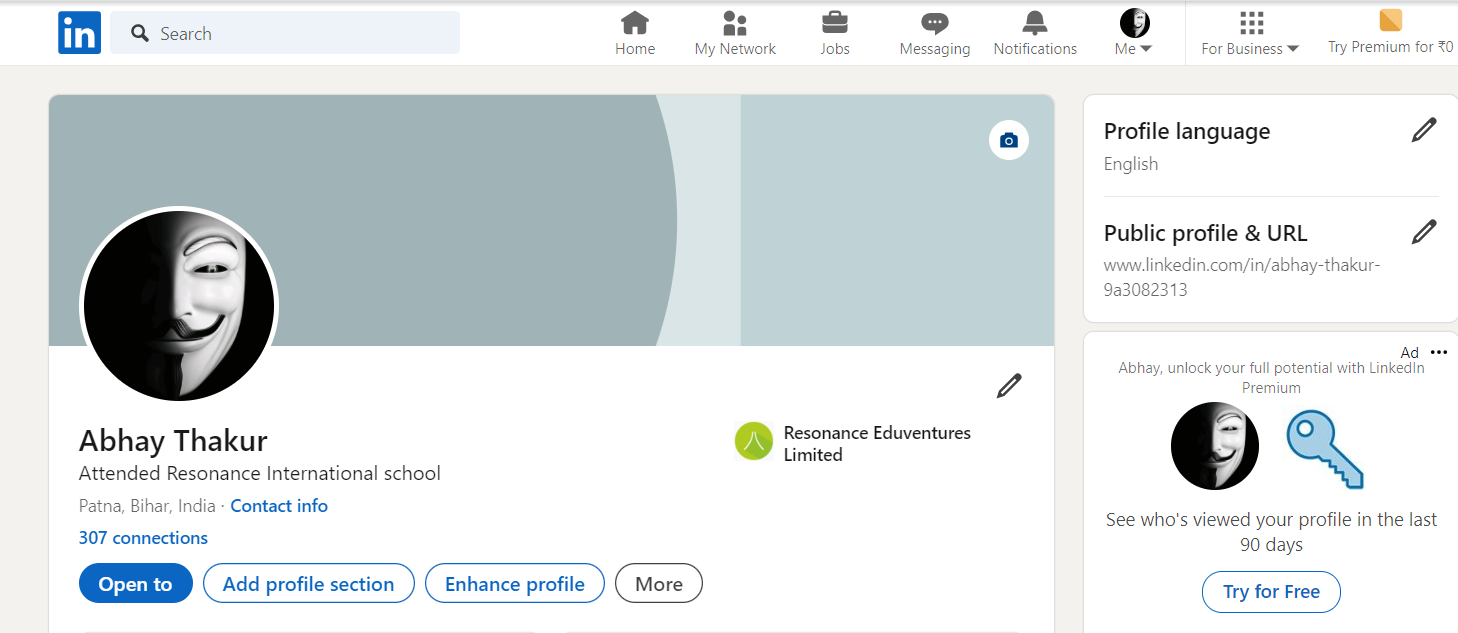 in
Search
Home
My Network
Jobs
Messaging
Notifications
Me
For Business
Try Premium for ₹0
Profile language
English
Public profile & URL
www.linkedin.com/in/abhay-thakur-
9a3082313
Abhay Thakur
Attended Resonance International school
Patna, Bihar, India · Contact info
307 connections
Resonance Eduventures
Limited
Open to
Add profile section
Enhance profile
More
Ad
Abhay, unlock your full potential with LinkedIn
Premium
See who's viewed your profile in the last
90 days
Try for Free